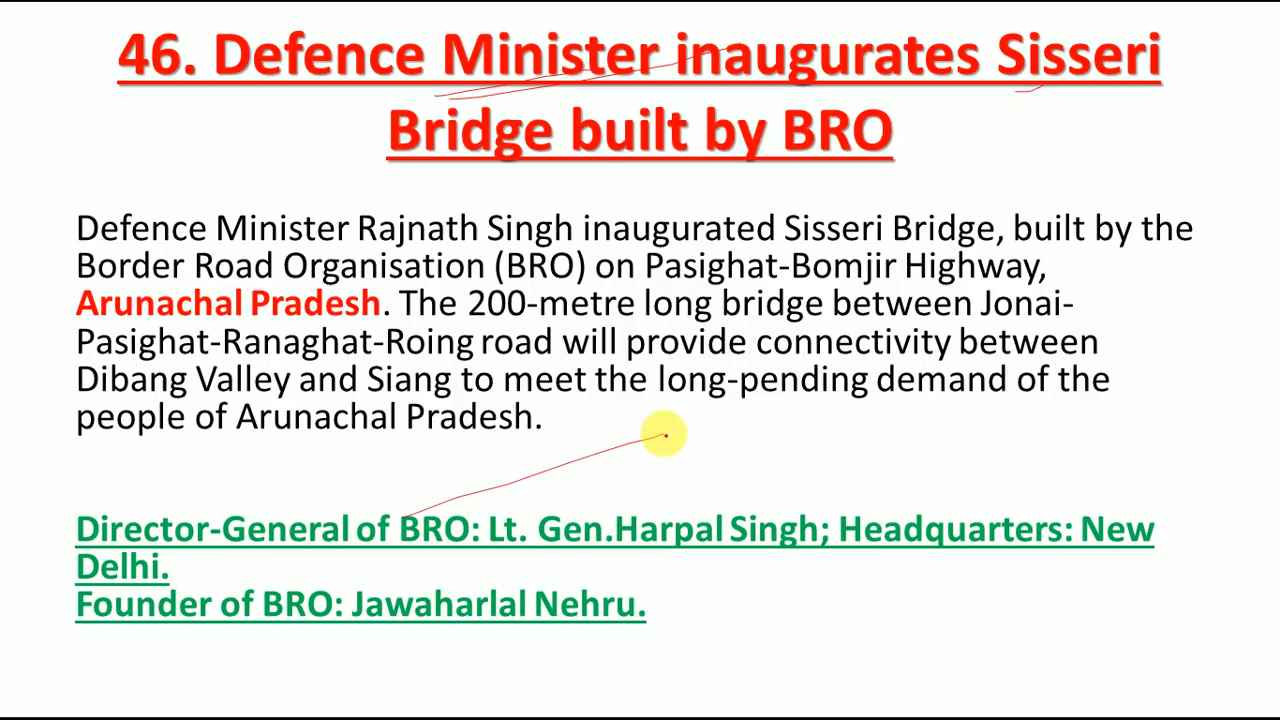 46. Defence Minister inaugurates Sisseri
Bridge built by BRO
Defence Minister Rajnath Singh inaugurated Sisseri Bridge, built by the
Border Road Organisation (BRO) on Pasighat-Bomjir Highway,
Arunachal Pradesh. The 200-metre long bridge between Jonai-
Pasighat-Ranaghat-Roing road will provide connectivity between
Dibang Valley and Siang to meet the long-pending demand of the
people of Arunachal Pradesh.
Director-General of BRO: Lt. Gen.Harpal Singh; Headquarters: New
Delhi.
Founder of BRO: Jawaharlal Nehru.